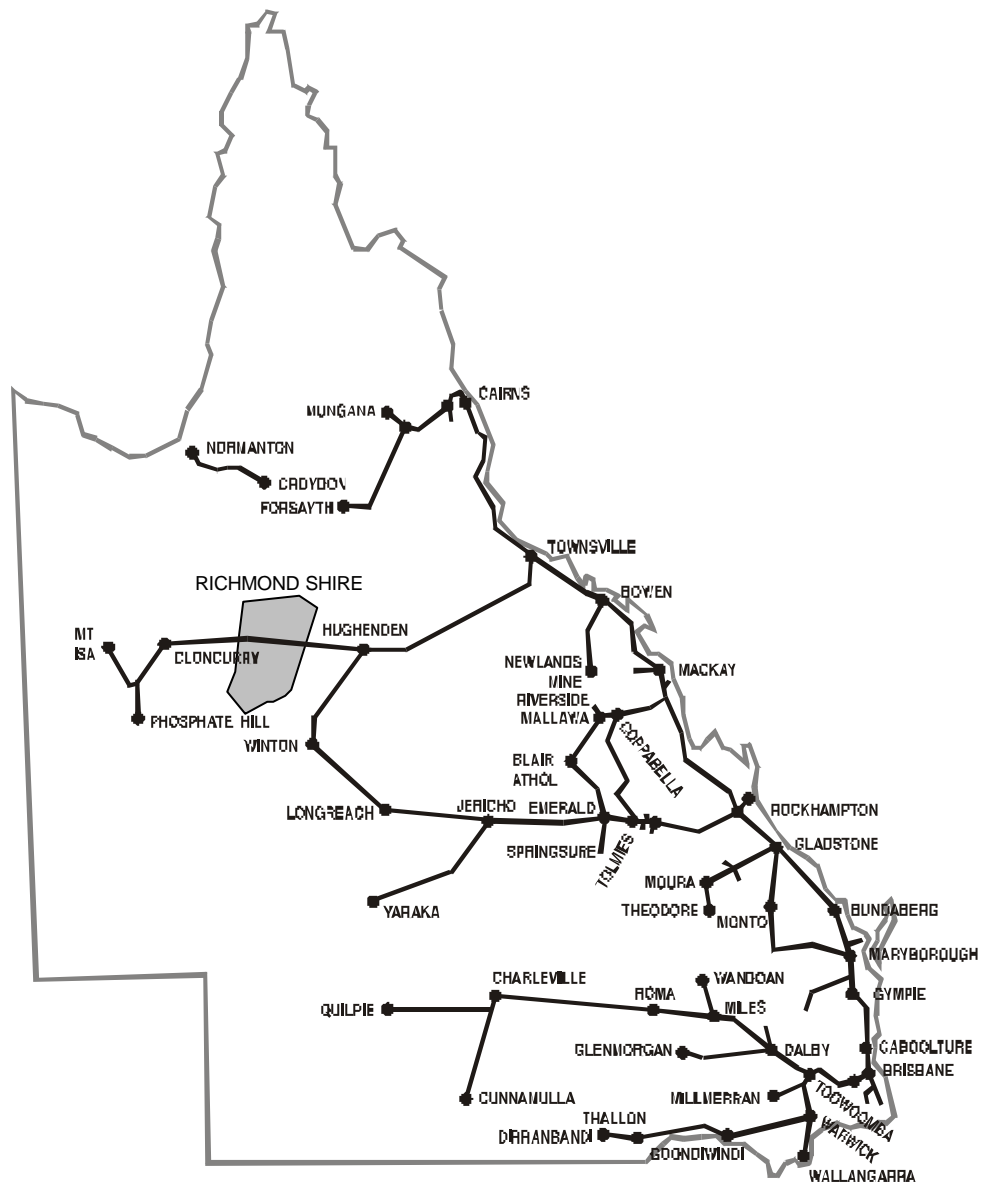 CAIRNS
MUNGANA
NORMANTON
CROYDON
FORSAYTH
TOWNSVILLE
RICHMOND SHIRE
BOWEN
HUGHENDEN
MT
ISA
CLONCURRY
NEWLANDS
MINE
MACKAY
RIVERSIDE
MALLAWA
PHOSPHATE HILL
WINTON
COPPABELLA
BLAIR
ATHOL
LONGREACH
JERICHO
EMERALD
ROCKHAMPTON
GLADSTONE
SPRINGSURE
TOLMIES
MOURA
THEODORE
MONTO
YARAKA
BUNDABERG
MARYBOROUGH
CHARLEVILLE
WANDOAN
QUILPIE
ROMA
MILES
GYMPIE
GLENMORGAN
DALBY
CABOOLTURE
BRISBANE
CUNNAMULLA
MILLMERRAN
TOOWOOMBA
THALLON
DIRRANBANDI
GOONDIWINDI
WARWICK
WALLANGARRA